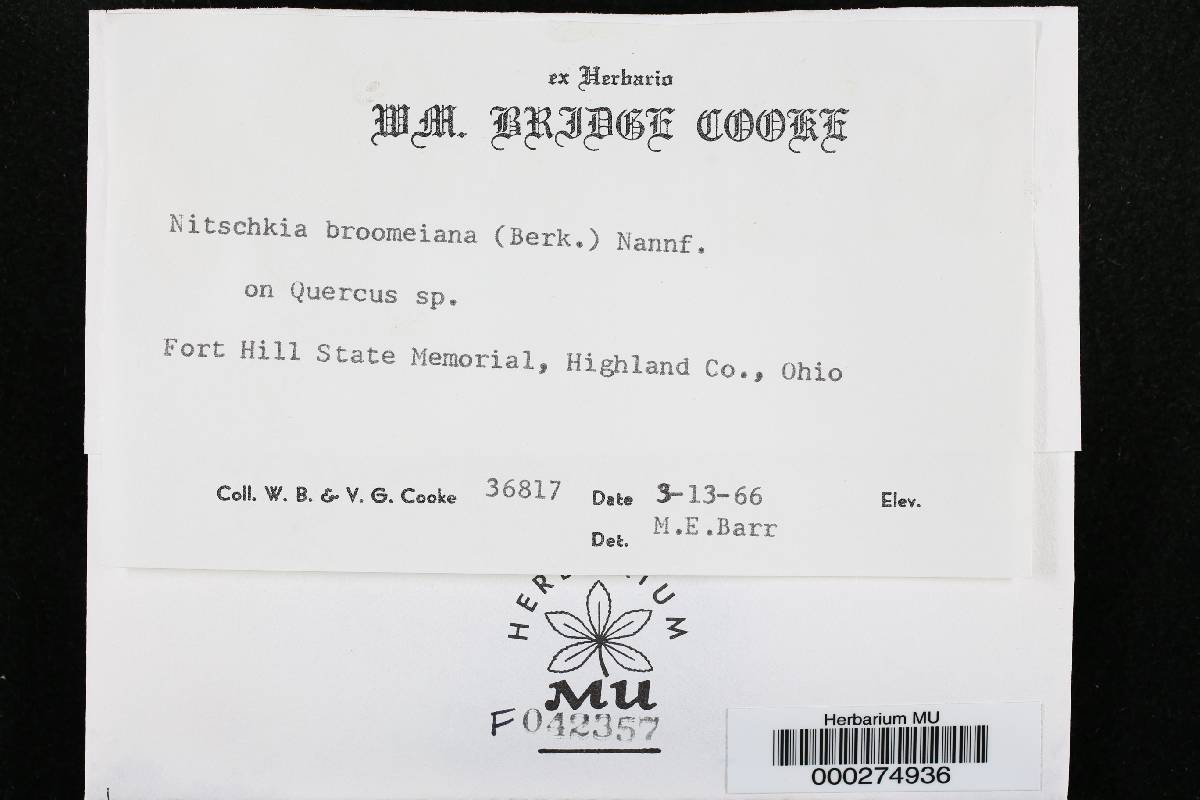 ex Herbario
WM. BRIDGE COOKE
Nitschkia broomeiana (Berk.) Nannf.
on Quercus sp.
Fort Hill State Memorial, Highland Co., Ohio
Coll. W. B. & V. G. Cooke 36817 Date 3-13-66 Elev.
Det. M.E.Barr
HERBARIUM
MU
F042357
Herbarium MU
000274936